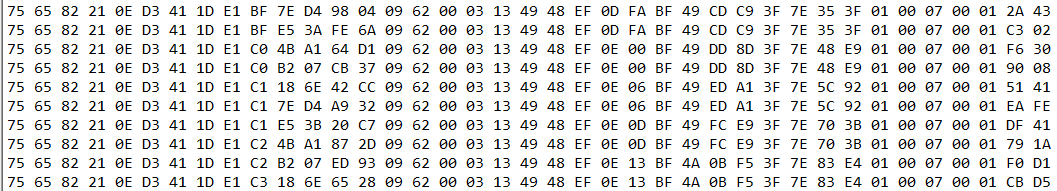 75 65 82 21 0E D3 41 1D E1 BF 7E D4 98 04 09 62 00 03 13 49 48 EF 0D FA BF 49 CD C9 3F 7E 35 3F 01 00 07 00 01 2A 43
75 65 82 21 0E D3 41 1D E1 BF E5 3A FE 6A 09 62 00 03 13 49 48 EF 0D FA BF 49 CD C9 3F 7E 35 3F 01 00 07 00 01 C3 02
75 65 82 21 0E D3 41 1D E1 C0 4B A1 64 D1 09 62 00 03 13 49 48 EF 0E 00 BF 49 DD 8D 3F 7E 48 E9 01 00 07 00 01 F6 30
75 65 82 21 0E D3 41 1D E1 C0 B2 07 CB 37 09 62 00 03 13 49 48 EF 0E 00 BF 49 DD 8D 3F 7E 48 E9 01 00 07 00 01 90 08
75 65 82 21 0E D3 41 1D E1 C1 18 6E 42 CC 09 62 00 03 13 49 48 EF 0E 06 BF 49 ED A1 3F 7E 5C 92 01 00 07 00 01 51 41
75 65 82 21 0E D3 41 1D E1 C1 7E D4 A9 32 09 62 00 03 13 49 48 EF 0E 06 BF 49 ED A1 3F 7E 5C 92 01 00 07 00 01 EA FE
75 65 82 21 0E D3 41 1D E1 C1 E5 3B 20 C7 09 62 00 03 13 49 48 EF 0E 0D BF 49 FC E9 3F 7E 70 3B 01 00 07 00 01 DF 41
75 65 82 21 0E D3 41 1D E1 C2 4B A1 87 2D 09 62 00 03 13 49 48 EF 0E 0D BF 49 FC E9 3F 7E 70 3B 01 00 07 00 01 79 1A
75 65 82 21 0E D3 41 1D E1 C2 B2 07 ED 93 09 62 00 03 13 49 48 EF 0E 13 BF 4A 0B F5 3F 7E 83 E4 01 00 07 00 01 F0 D1
75 65 82 21 0E D3 41 1D E1 C3 18 6E 65 28 09 62 00 03 13 49 48 EF 0E 13 BF 4A 0B F5 3F 7E 83 E4 01 00 07 00 01 CB D5